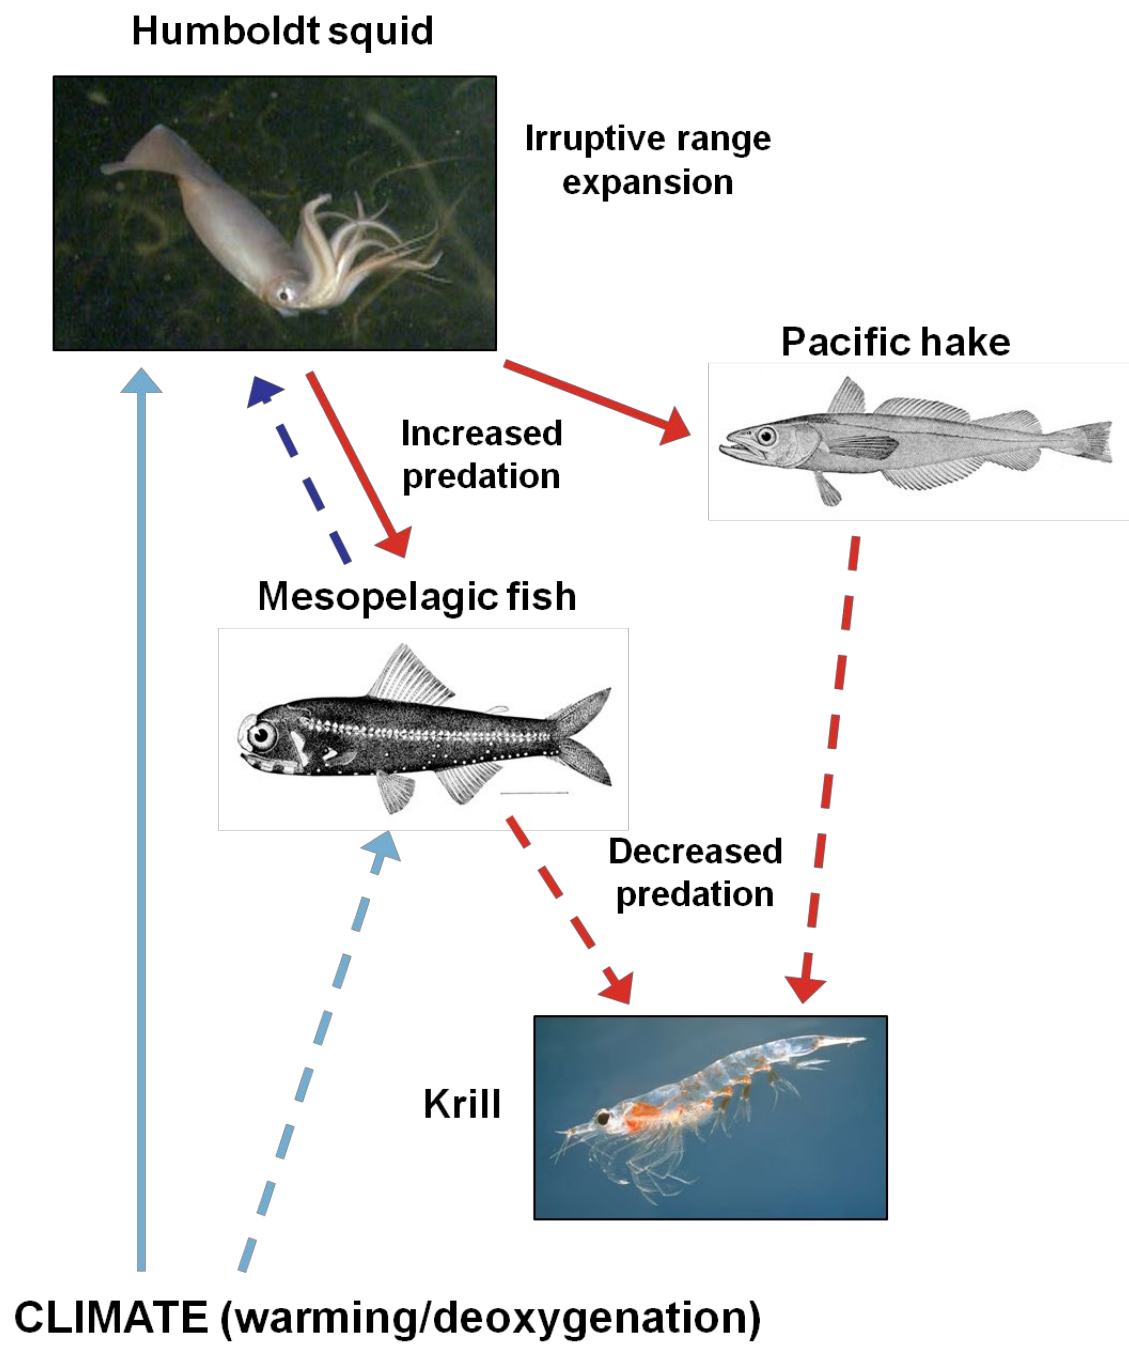 Humboldt squid
Irruptive range
expansion
Pacific hake
Increased
predation
Mesopelagic fish
Decreased
predation
Krill
CLIMATE (warming/deoxygenation)